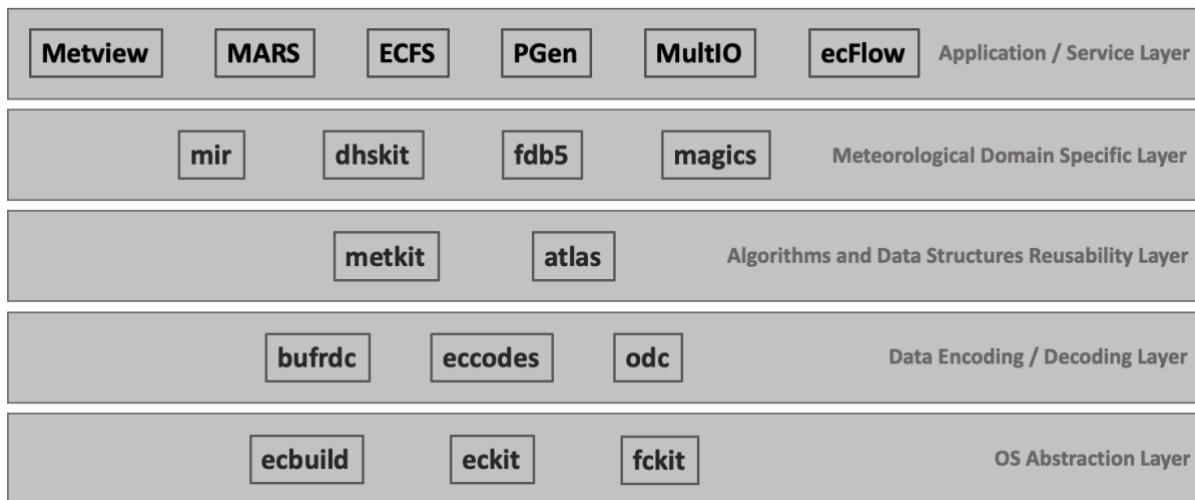 Metview MARS ECFS PGen MultIO ecFlow Application / Service Layer
mir dhskit fdb5 magics Meteorological Domain Specific Layer
metkit atlas Algorithms and Data Structures Reusability Layer
bufrdc eccodes odc Data Encoding / Decoding Layer
ecbuild eckit fckit OS Abstraction Layer